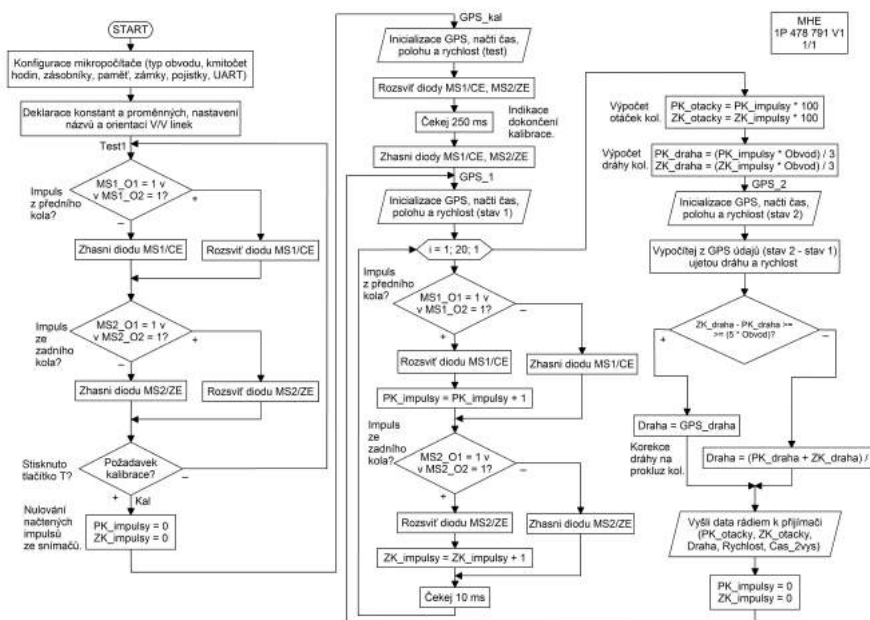 START
Konfigurace mikropočítače (typ obvodu, kmitočet
hodin, zásobníky, paměť, zámky, pojistky, UART)
Deklarace konstant a proměnných, nastavení
názvů a orientací V/V linek
Test1
Impuls
z předního
kola?
MS1_O1 = 1 v
v MS1_O2 = 1?
+
–
Zhasni diodu MS1/CE
Rozsviť diodu MS1/CE
Impuls
ze
zadního
kola?
MS2_O1 = 1 v
v MS2_O2 = 1?
+
–
Zhasni diodu MS2/ZE
Rozsviť diodu MS2/ZE
Stisknuto
tlačítko T?
Požadavek
kalibrace?
–
+
Kal
Nulování
načtených
impulsů
ze snímačů.
PK_impulsy = 0
ZK_impulsy = 0
GPS_kal
Inicializace GPS, načti čas,
polohu a rychlost (test)
Rozsviť diody MS1/CE, MS2/ZE
Čekej 250 ms
Indikace
dokončení
kalibrace.
Zhasni diody MS1/CE, MS2/ZE
GPS_1
Inicializace GPS, načti čas,
polohu a rychlost (stav 1)
i = 1; 20; 1
Impuls
z předního
kola?
MS1_O1 = 1 v
v MS1_O2 = 1?
–
+
Rozsviť diodu MS1/CE
Zhasni diodu MS1/CE
PK_impulsy = PK_impulsy + 1
Impuls
ze
zadního
kola?
MS2_O1 = 1 v
v MS2_O2 = 1?
–
+
Rozsviť diodu MS2/ZE
Zhasni diodu MS2/ZE
ZK_impulsy = ZK_impulsy + 1
Čekej 10 ms
MHE
1P 478 791 V1
1/1
Výpočet
otáček kol.
PK_otacky = PK_impulsy * 100
ZK_otacky = ZK_impulsy * 100
Výpočet
dráhy kol.
PK_draha = (PK_impulsy * Obvod) / 3
ZK_draha = (ZK_impulsy * Obvod) / 3
GPS_2
Inicializace GPS, načti čas,
polohu a rychlost (stav 2)
Vypočítej z GPS údajů (stav 2 - stav 1)
ujetou dráhu a rychlost
ZK_draha - PK_draha >=
>= (5 * Obvod)?
+
–
Draha = GPS_draha
Korekce
dráhy na
prokluz kol.
Draha = (PK_draha + ZK_draha) /
Vyšli data rádiem k přijímači
(PK_otacky, ZK_otacky,
Draha, Rychlost, Cas_2vys)
PK_impulsy = 0
ZK_impulsy = 0